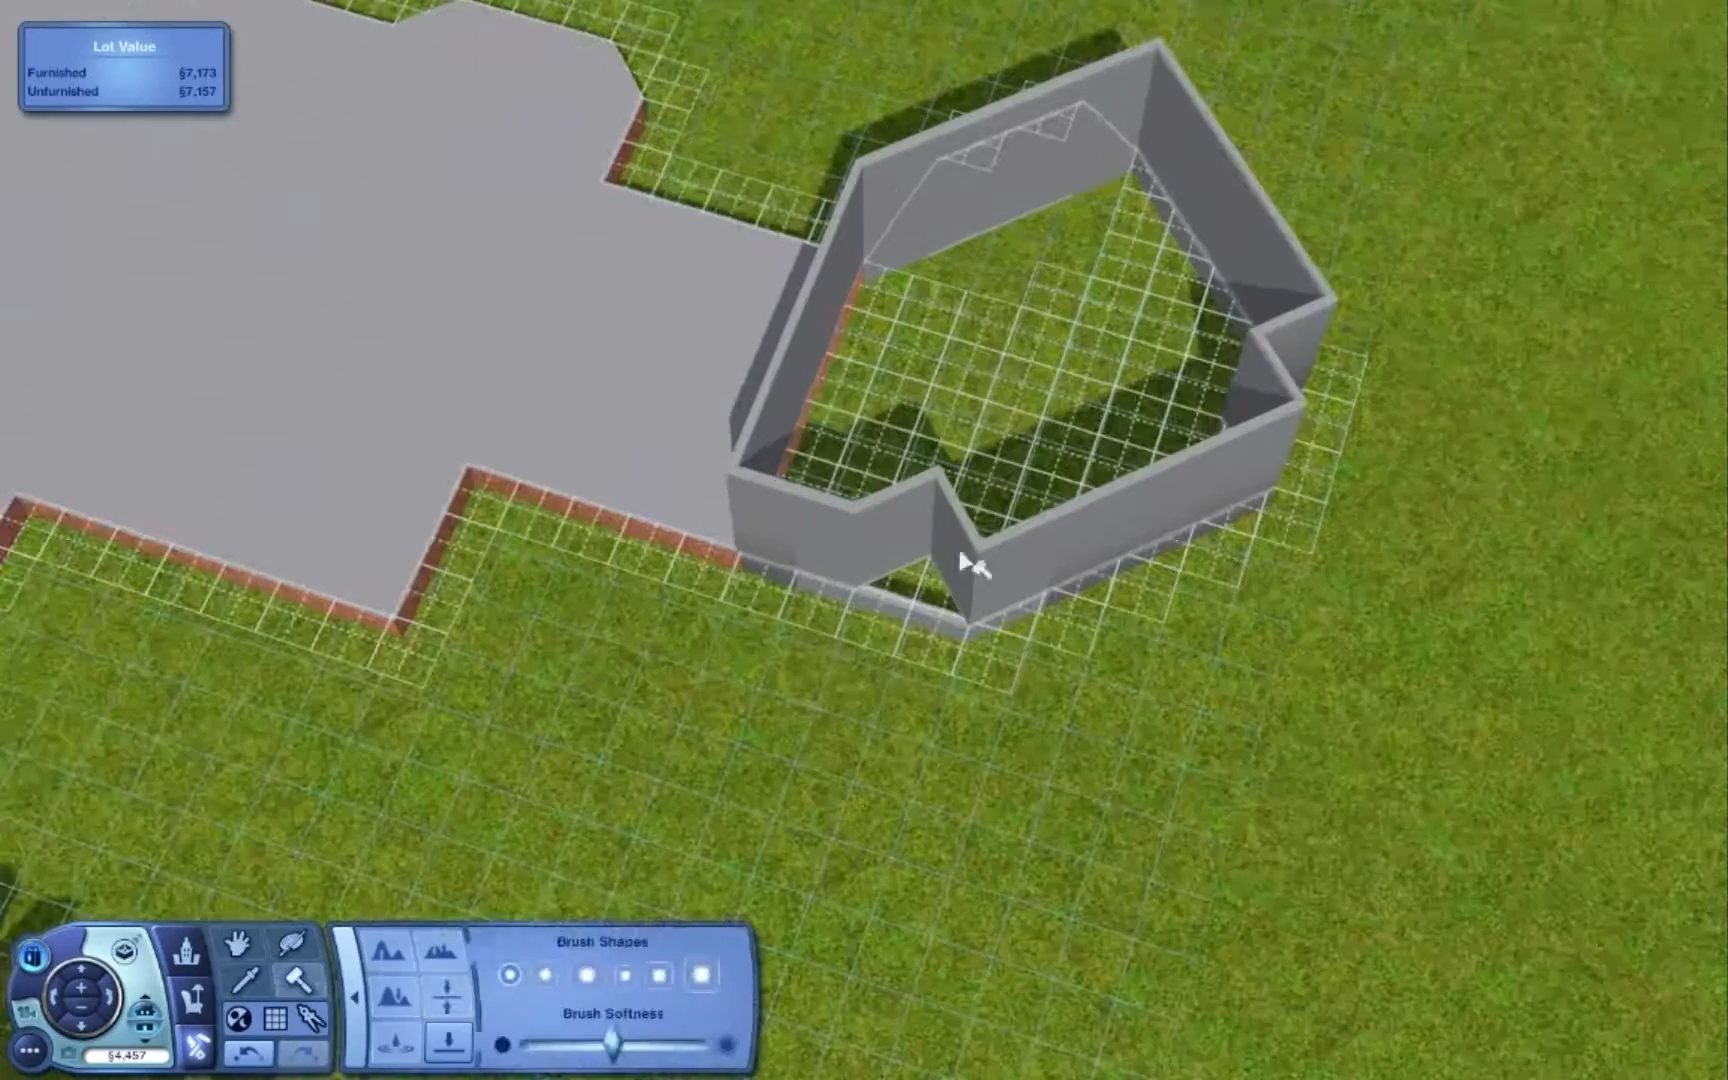 Lot Value
Furnished §7,173
Unfurnished §7,157
Brush Shapes
Brush Softness
§4,457